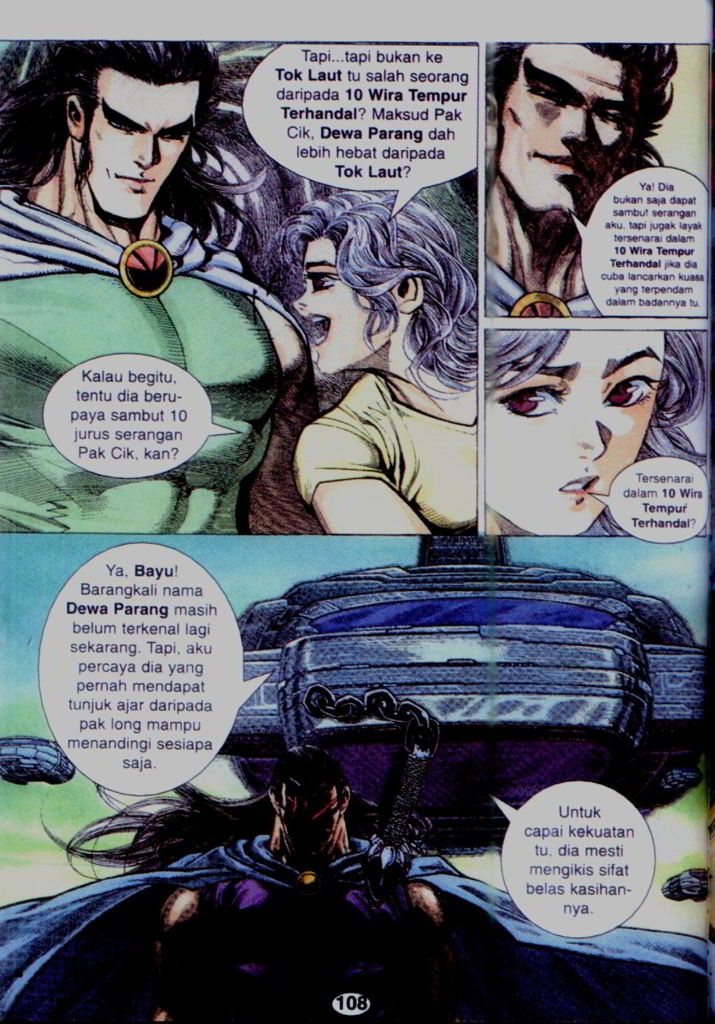 Tapi...tapi bukan ke
Tok Laut tu salah seorang
daripada 10 Wira Tempur
Terhandal? Maksud Pak
Cik, Dewa Parang dah
lebih hebat daripada
Tok Laut?
Kalau begitu,
tentu dia beru-
paya sambut 10
jurus serangan
Pak Cik, kan?
Ya! Dia
bukan saja dapat
sambut serangan
aku, tapi jugak layak
tersenarai dalam
10 Wira Tempur
Terhandal jika dia
cuba lancarkan kuasa
yang terpendam
dalam badannya tu.
Tersenarai
dalam 10 Wira
Tempur
Terhandal?
Ya, Bayu!
Barangkali nama
Dewa Parang masih
belum terkenal lagi
sekarang. Tapi, aku
percaya dia yang
pernah mendapat
tunjuk ajar daripada
pak long mampu
menandingi sesiapa
saja.
Untuk
capai kekuatan
tu, dia mesti
mengikis sifat
belas kasihan-
nya.
108